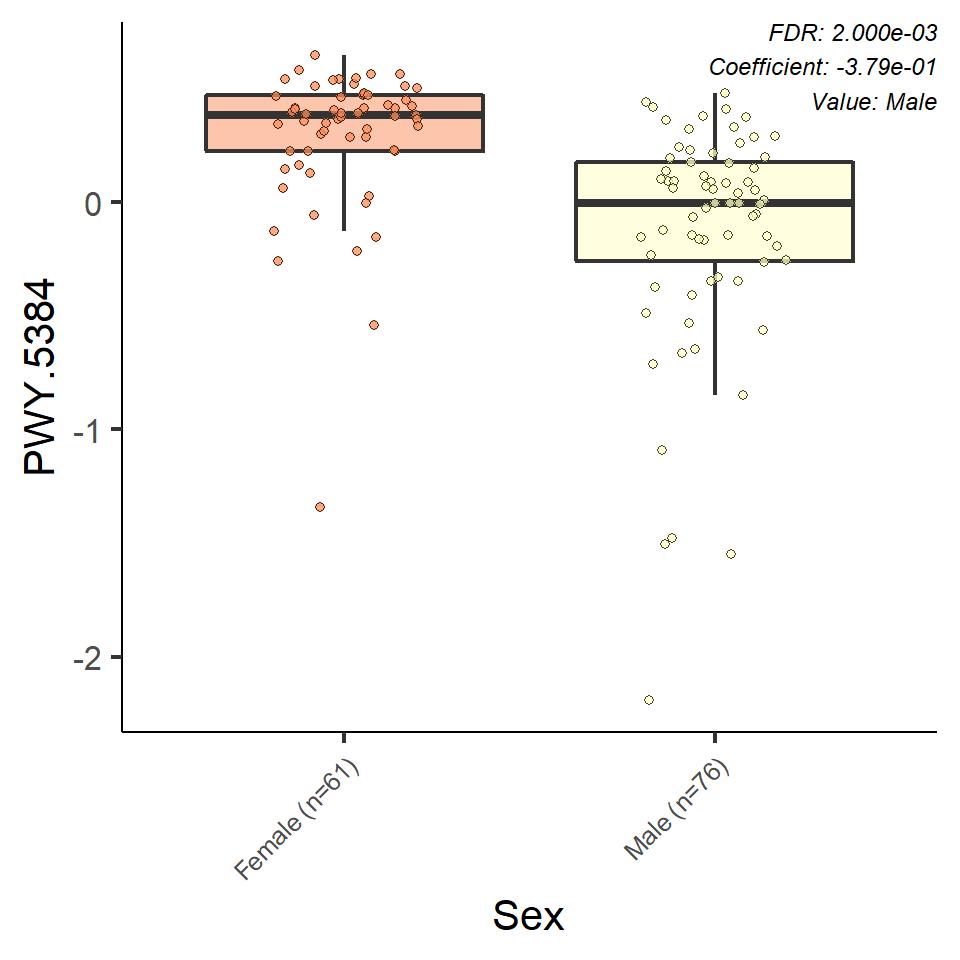 FDR: 2.000e-03
Coefficient: -3.79e-01
Value: Male
PWY.5384
0
-1
-2
Female (n=61)
Male (n=76)
Sex